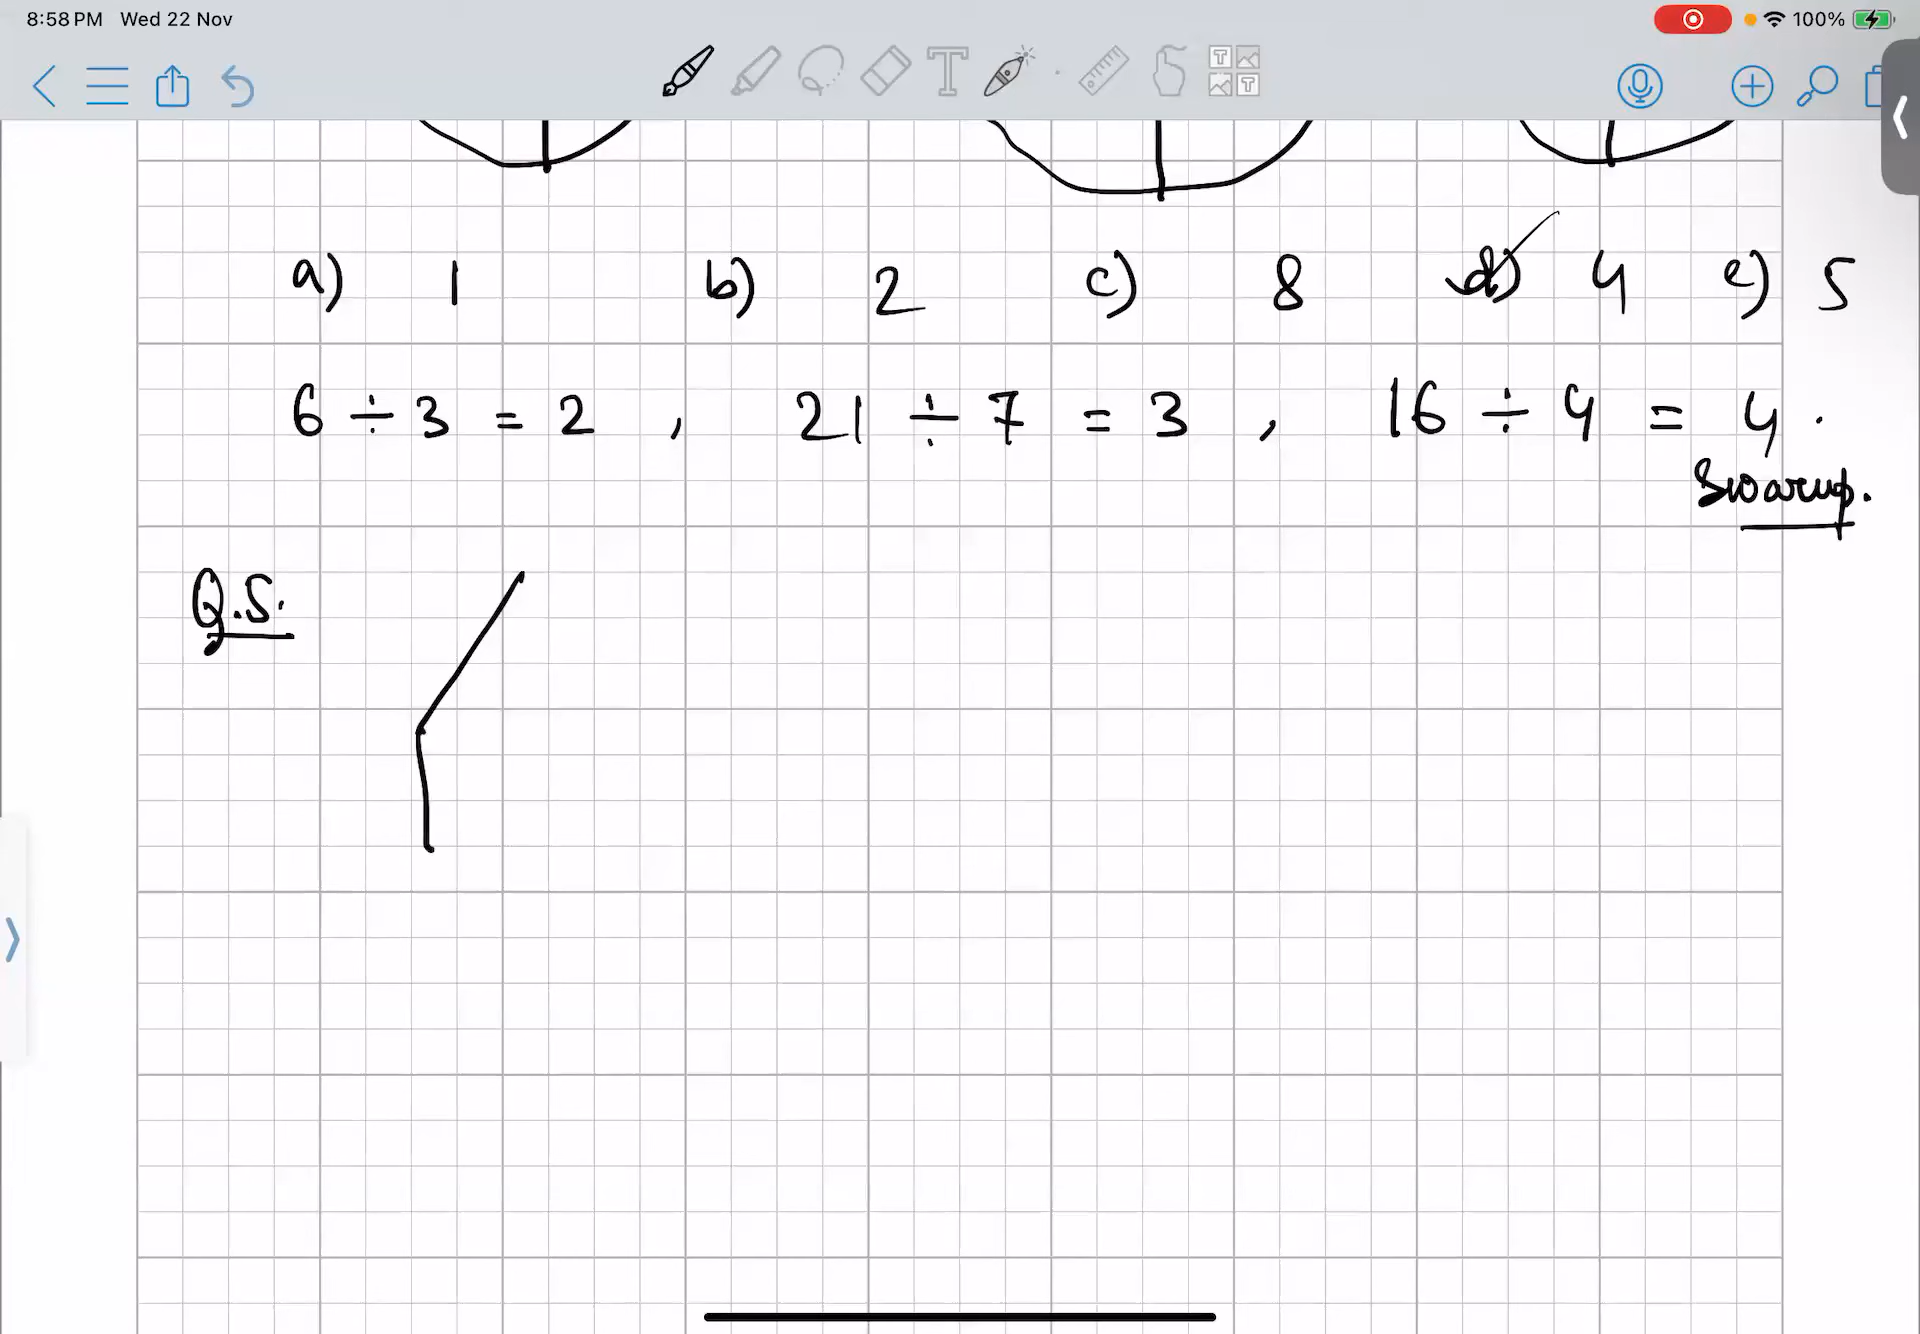 8:58 PM Wed 22 Nov 100%
a) 1 b) 2 c) 8 d) 4 e) 5
6 ÷ 3 = 2 , 21 ÷ 7 = 3 , 16 ÷ 4 = 4 .
Swarup.
Q.5.